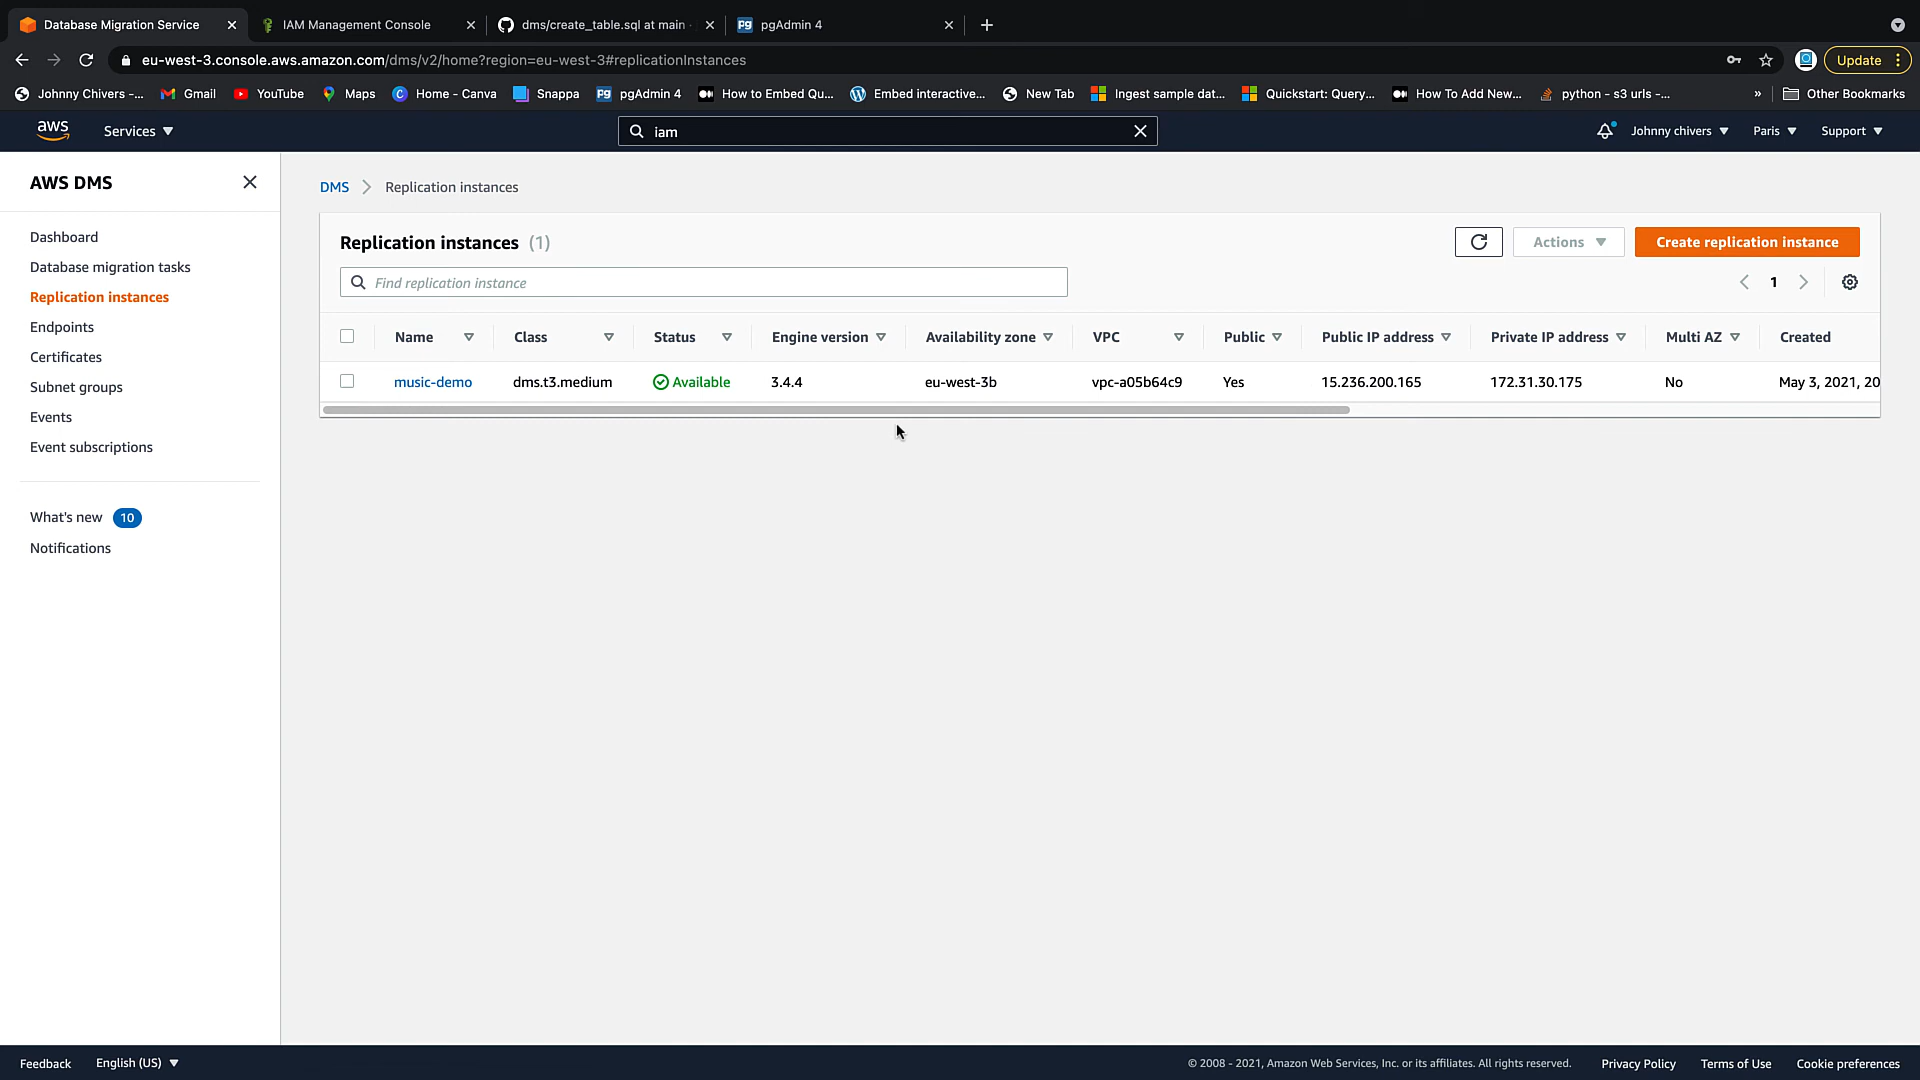 Database Migration Service
IAM Management Console
dms/create_table.sql at main ·
pgAdmin 4
eu-west-3.console.aws.amazon.com/dms/v2/home?region=eu-west-3#replicationInstances
Update
Johnny Chivers -...
Gmail
YouTube
Maps
Home - Canva
Snappa
pgAdmin 4
How to Embed Qu...
Embed interactive...
New Tab
Ingest sample dat...
Quickstart: Query...
How To Add New...
python - s3 urls -...
»
Other Bookmarks
aws
Services
iam
Johnny chivers
Paris
Support
AWS DMS
Dashboard
Database migration tasks
Replication instances
Endpoints
Certificates
Subnet groups
Events
Event subscriptions
What's new 10
Notifications
DMS
Replication instances
Replication instances (1)
Actions
Create replication instance
Find replication instance
1
Name Class Status Engine version Availability zone VPC Public Public IP address Private IP address Multi AZ Created
music-demo dms.t3.medium Available 3.4.4 eu-west-3b vpc-a05b64c9 Yes 15.236.200.165 172.31.30.175 No May 3, 2021, 20
Feedback
English (US)
© 2008 - 2021, Amazon Web Services, Inc. or its affiliates. All rights reserved.
Privacy Policy
Terms of Use
Cookie preferences